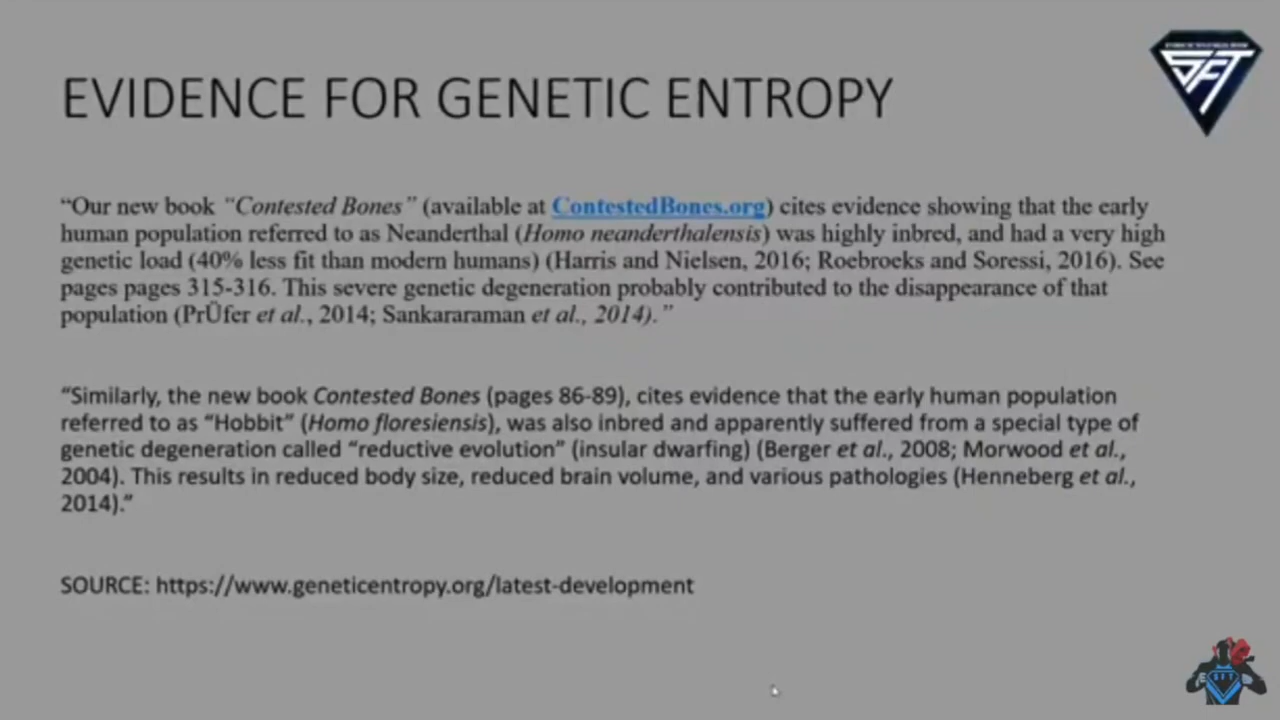 SFT
EVIDENCE FOR GENETIC ENTROPY
“Our new book “Contested Bones” (available at ContestedBones.org) cites evidence showing that the early
human population referred to as Neanderthal (Homo neanderthalensis) was highly inbred, and had a very high
genetic load (40% less fit than modern humans) (Harris and Nielsen, 2016; Roebroeks and Soressi, 2016). See
pages pages 315-316. This severe genetic degeneration probably contributed to the disappearance of that
population (PrÜfer et al., 2014; Sankararaman et al., 2014).”
“Similarly, the new book Contested Bones (pages 86-89), cites evidence that the early human population
referred to as “Hobbit” (Homo floresiensis), was also inbred and apparently suffered from a special type of
genetic degeneration called “reductive evolution” (insular dwarfing) (Berger et al., 2008; Morwood et al.,
2004). This results in reduced body size, reduced brain volume, and various pathologies (Henneberg et al.,
2014).”
SOURCE: https://www.geneticentropy.org/latest-development
SFT